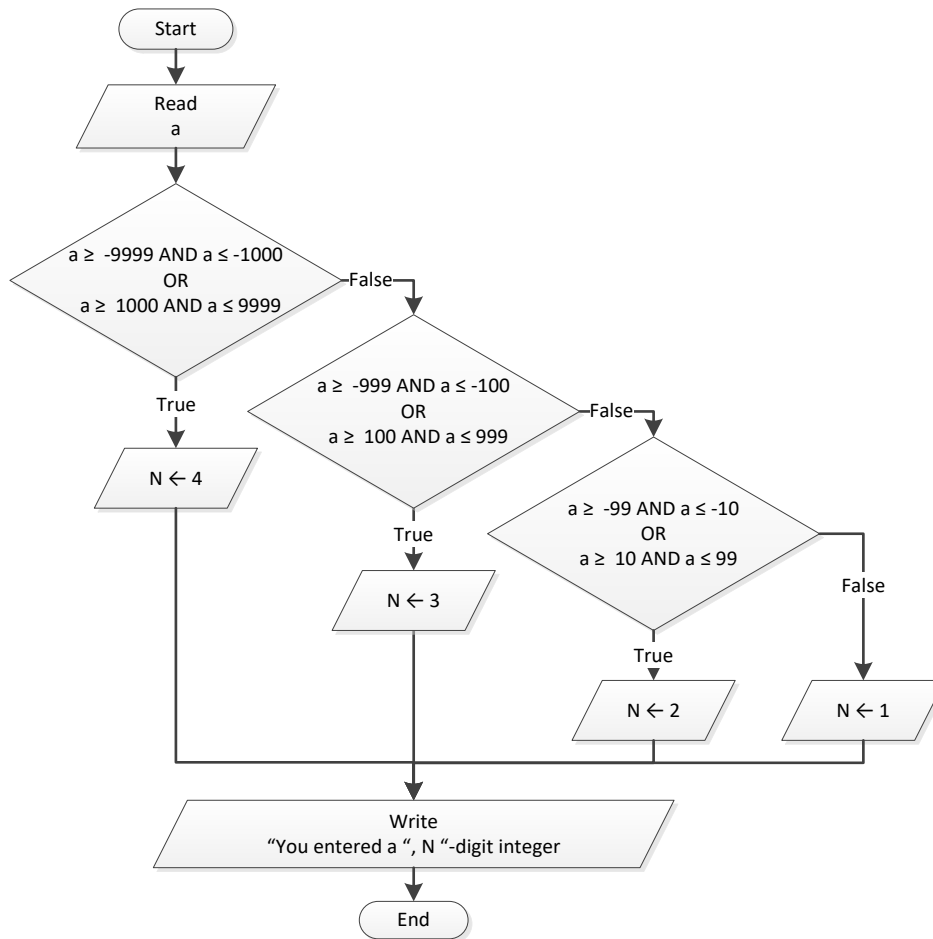 Start
Read
a
a ≥  -9999 AND a ≤ -1000
OR
a ≥  1000 AND a ≤ 9999
False
True
N ← 4
a ≥  -999 AND a ≤ -100
OR
a ≥  100 AND a ≤ 999
False
True
N ← 3
a ≥  -99 AND a ≤ -10
OR
a ≥  10 AND a ≤ 99
False
True
N ← 2
N ← 1
Write
“You entered a “, N “-digit integer
End